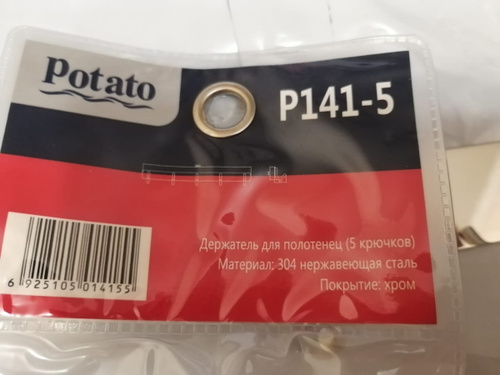 Potato
P141-5
Держатель для полотенец (5 крючков)
Материал: 304 нержавеющая сталь
Покрытие: хром
6 925105 014155